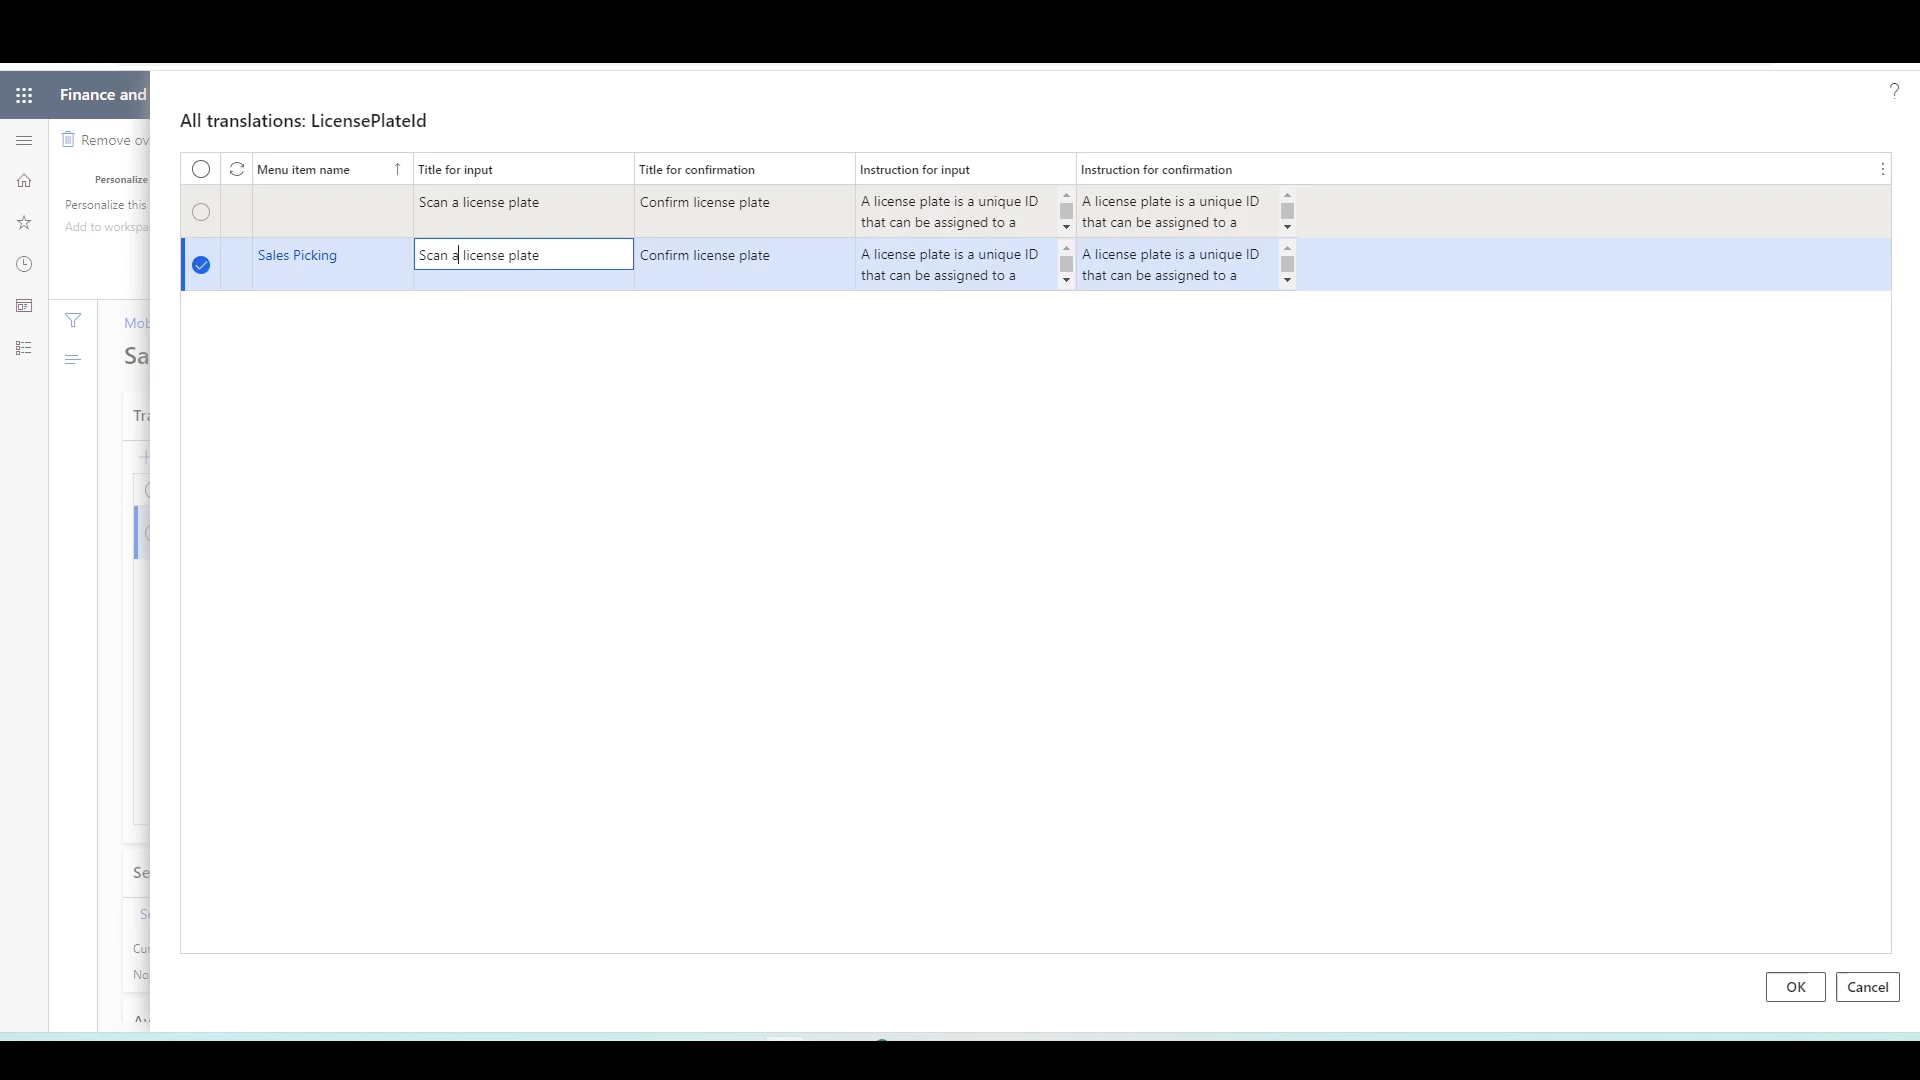 Finance and
?
Remove ov
All translations: LicensePlateId
Menu item name
Title for input
Title for confirmation
Instruction for input
Instruction for confirmation
Personalize
Personalize this
Add to workspa
Scan a license plate
Confirm license plate
A license plate is a unique ID
that can be assigned to a
A license plate is a unique ID
that can be assigned to a
Sales Picking
Scan a license plate
Confirm license plate
A license plate is a unique ID
that can be assigned to a
A license plate is a unique ID
that can be assigned to a
Mob
Sa
Tra
Se
Se
Cur
No
OK
Cancel